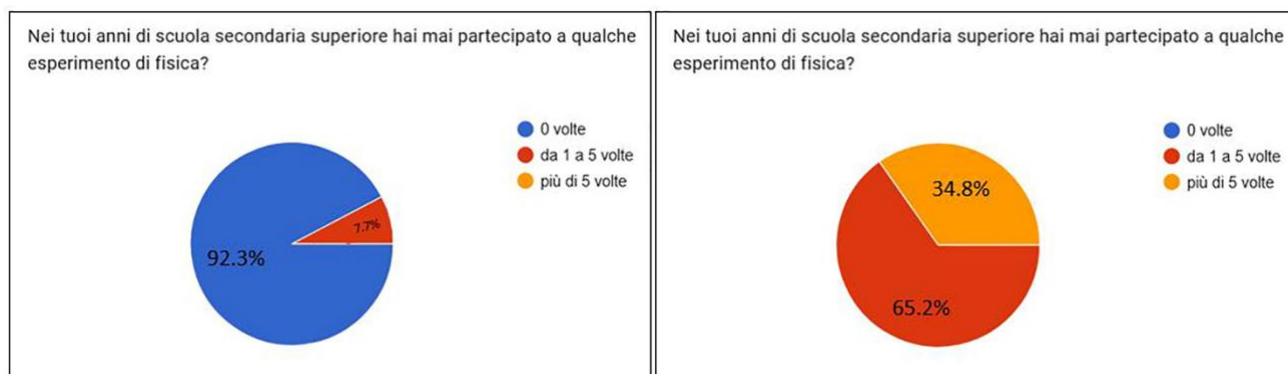 Nei tuoi anni di scuola secondaria superiore hai mai partecipato a qualche
esperimento di fisica?
0 volte
da 1 a 5 volte
più di 5 volte
7.7%
92.3%
Nei tuoi anni di scuola secondaria superiore hai mai partecipato a qualche
esperimento di fisica?
0 volte
da 1 a 5 volte
più di 5 volte
34.8%
65.2%